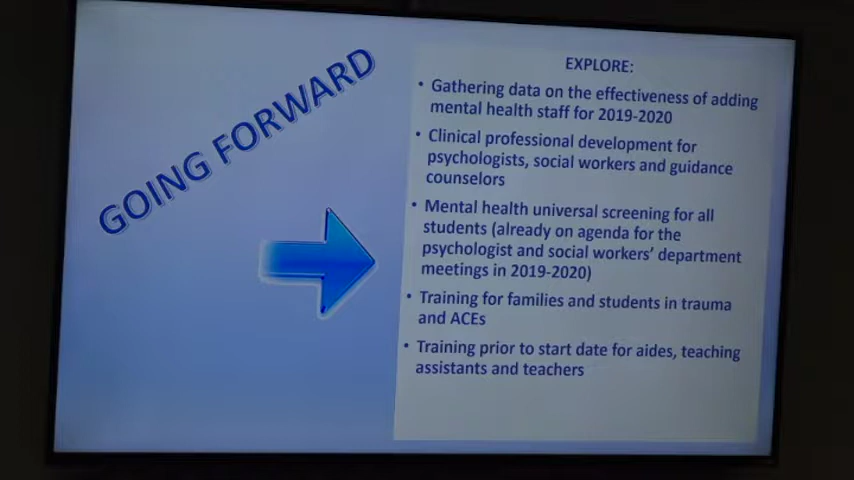 GOING FORWARD
EXPLORE:
• Gathering data on the effectiveness of adding
mental health staff for 2019-2020
• Clinical professional development for
psychologists, social workers and guidance
counselors
• Mental health universal screening for all
students (already on agenda for the
psychologist and social workers' department
meetings in 2019-2020)
• Training for families and students in trauma
and ACEs
• Training prior to start date for aides, teaching
assistants and teachers